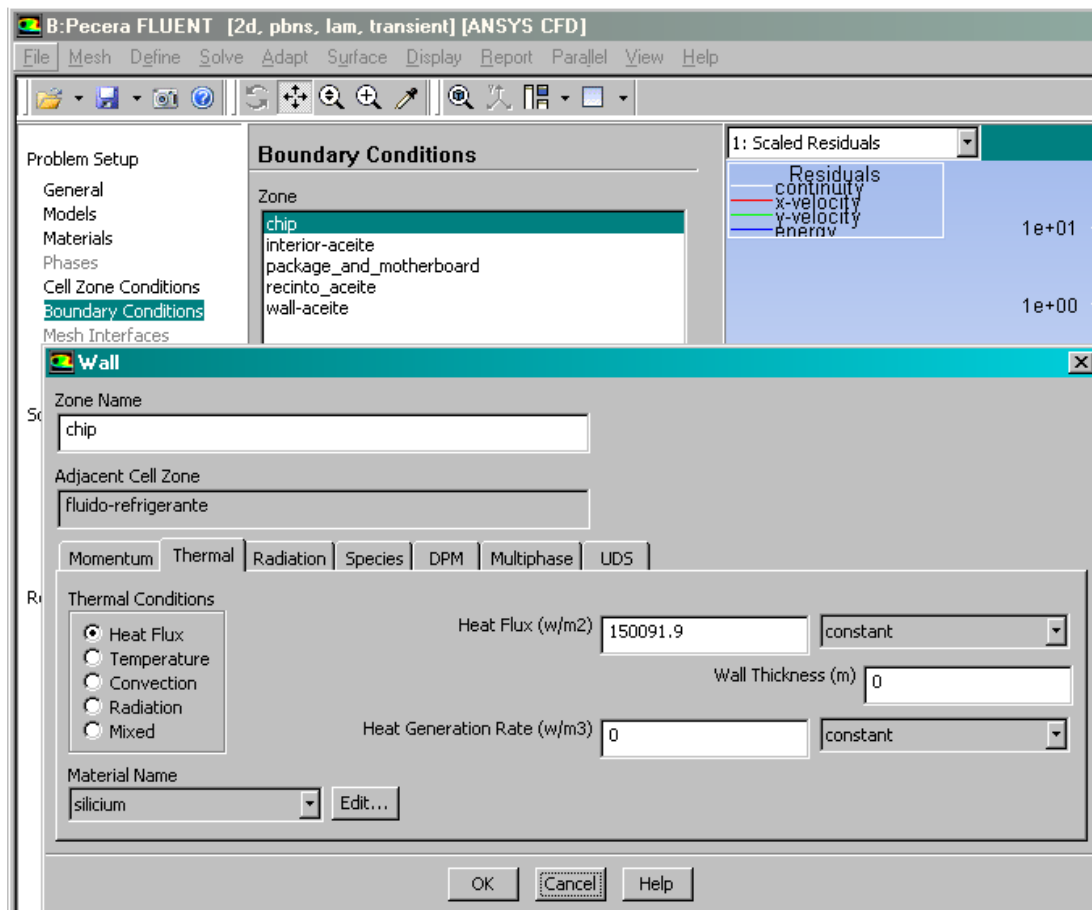 B:Pecera FLUENT [2d, pbns, lam, transient] [ANSYS CFD]
File Mesh Define Solve Adapt Surface Display Report Parallel View Help
Problem Setup
General
Models
Materials
Phases
Cell Zone Conditions
Boundary Conditions
Mesh Interfaces
Boundary Conditions
Zone
chip
interior-aceite
package_and_motherboard
recinto_aceite
wall-aceite
1: Scaled Residuals
Residuals
continuity
x-velocity
y-velocity
energy
1e+01
1e+00
Wall
Zone Name
chip
Adjacent Cell Zone
fluido-refrigerante
Momentum Thermal Radiation Species DPM Multiphase UDS
Thermal Conditions
Heat Flux
Temperature
Convection
Radiation
Mixed
Heat Flux (w/m2) 150091.9 constant
Wall Thickness (m) 0
Heat Generation Rate (w/m3) 0 constant
Material Name
silicium Edit...
OK Cancel Help